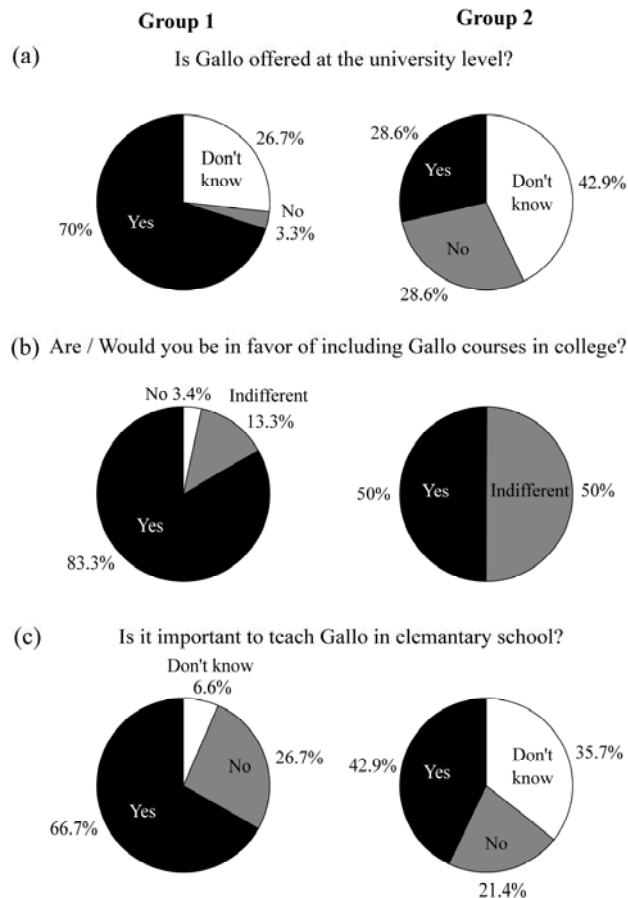 Group 1
Group 2
(a)
Is Gallo offered at the university level?
26.7%
Don't
know
No
3.3%
Yes
70%
28.6%
Yes
Don't
know
42.9%
No
28.6%
(b) Are / Would you be in favor of including Gallo courses in college?
No 3.4%
Indifferent
13.3%
Yes
83.3%
50%
Yes
Indifferent
50%
(c)
Is it important to teach Gallo in elemantary school?
Don't know
6.6%
No
26.7%
Yes
66.7%
42.9%
Yes
Don't
know
35.7%
No
21.4%